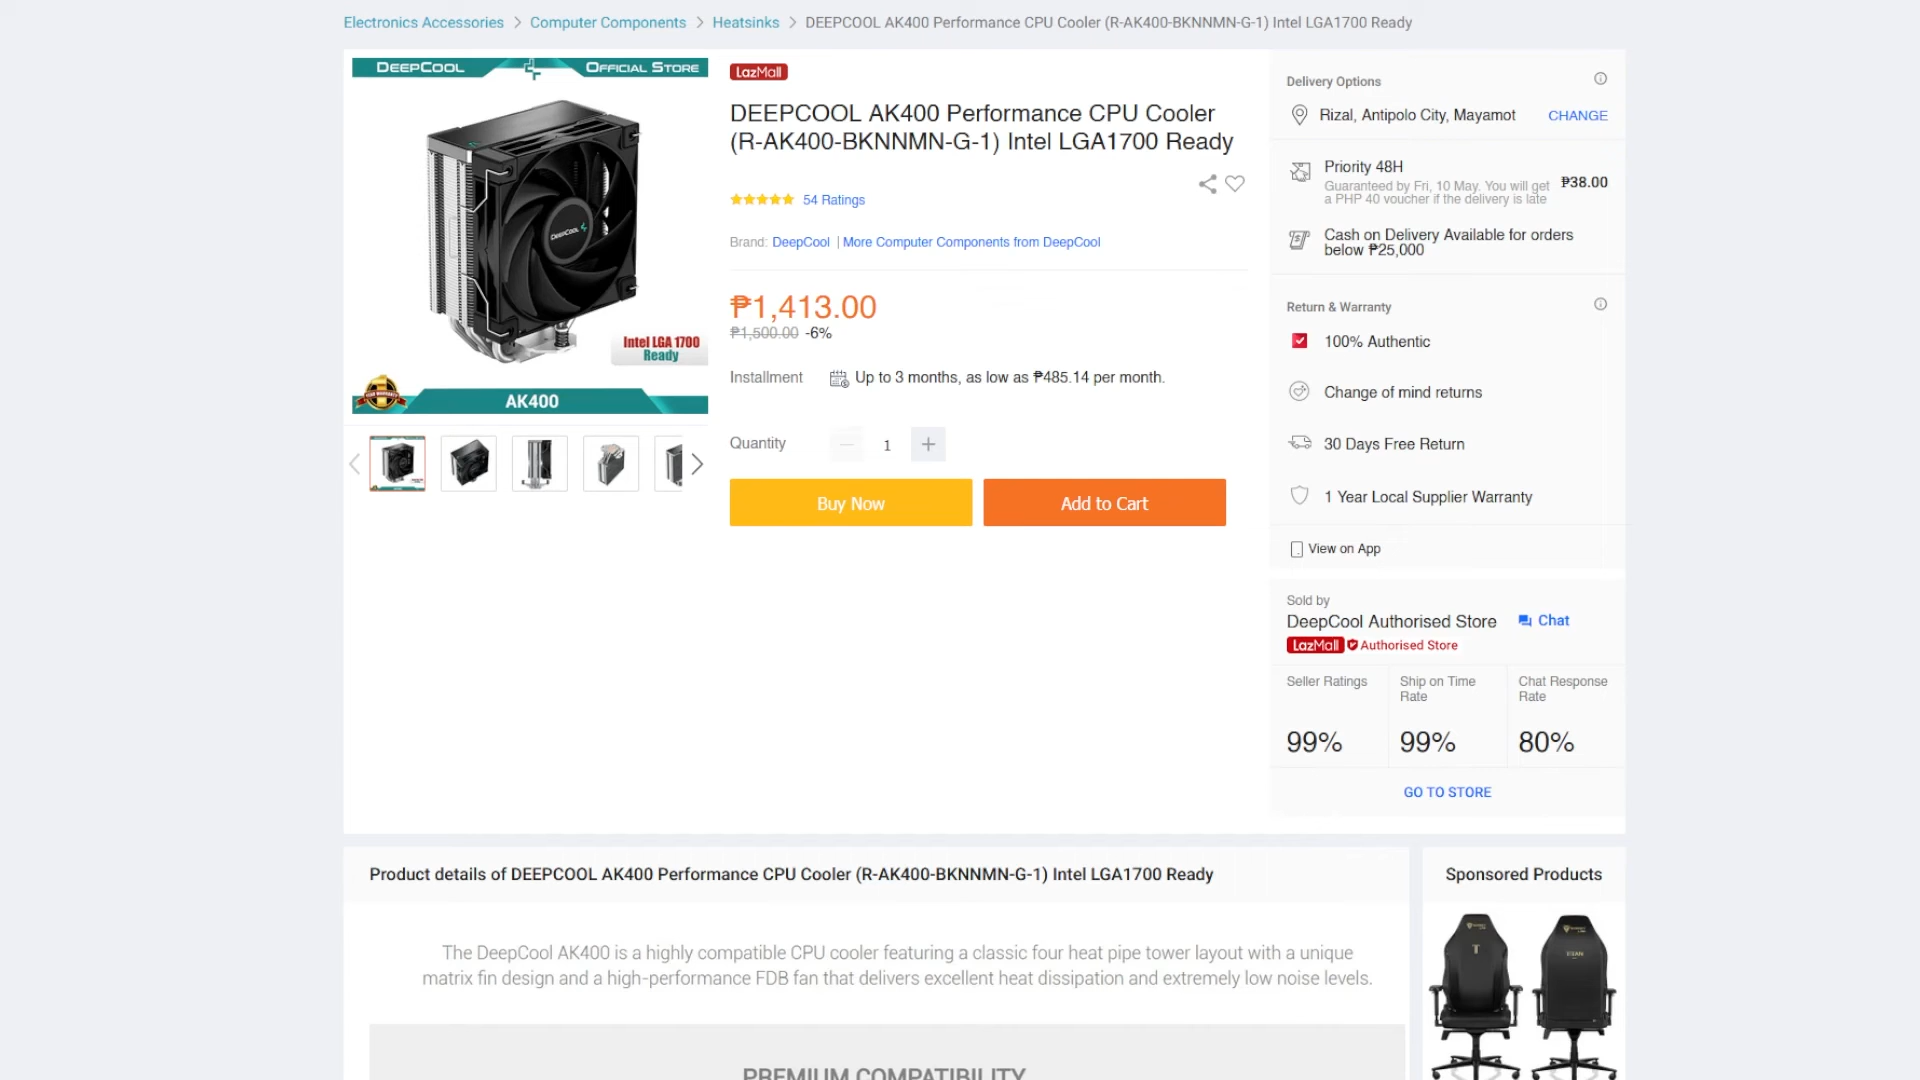 Electronics Accessories > Computer Components > Heatsinks > DEEPCOOL AK400 Performance CPU Cooler (R-AK400-BKNNMN-G-1) Intel LGA1700 Ready
DEEPCOOL
OFFICIAL STORE
DEEPCOOL
Intel LGA 1700
Ready
AK400
LazMall
DEEPCOOL AK400 Performance CPU Cooler
(R-AK400-BKNNMN-G-1) Intel LGA1700 Ready
54 Ratings
Brand: DeepCool | More Computer Components from DeepCool
₱1,413.00
₱1,500.00 -6%
Installment Up to 3 months, as low as ₱485.14 per month.
Quantity 1
Buy Now
Add to Cart
Delivery Options
Rizal, Antipolo City, Mayamot CHANGE
Priority 48H
₱38.00
Guaranteed by Fri, 10 May. You will get
a PHP 40 voucher if the delivery is late
Cash on Delivery Available for orders
below ₱25,000
Return & Warranty
100% Authentic
Change of mind returns
30 Days Free Return
1 Year Local Supplier Warranty
View on App
Sold by
DeepCool Authorised Store Chat
LazMall Authorised Store
Seller Ratings
99%
Ship on Time
Rate
99%
Chat Response
Rate
80%
GO TO STORE
Product details of DEEPCOOL AK400 Performance CPU Cooler (R-AK400-BKNNMN-G-1) Intel LGA1700 Ready
The DeepCool AK400 is a highly compatible CPU cooler featuring a classic four heat pipe tower layout with a unique
matrix fin design and a high-performance FDB fan that delivers excellent heat dissipation and extremely low noise levels.
PREMIUM COMPATIBILITY
Sponsored Products
TITAN